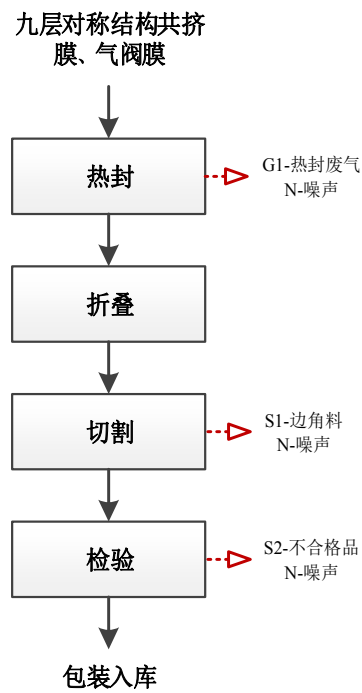 九层对称结构共挤
膜、气阀膜
热封
G1-热封废气
N-噪声
折叠
切割
S1-边角料
N-噪声
检验
S2-不合格品
N-噪声
包装入库